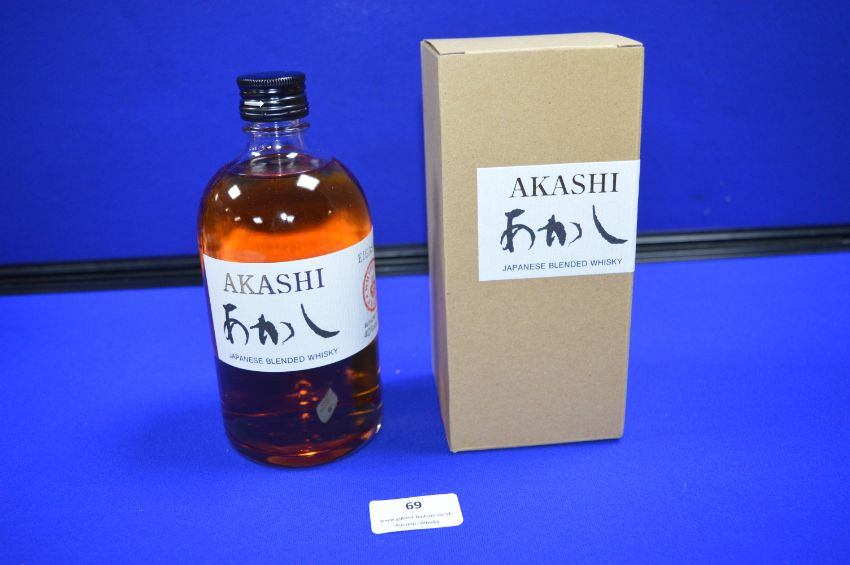 AKASHI
あかし
JAPANESE BLENDED WHISKY
AKASHI
あかし
JAPANESE BLENDED WHISKY
69